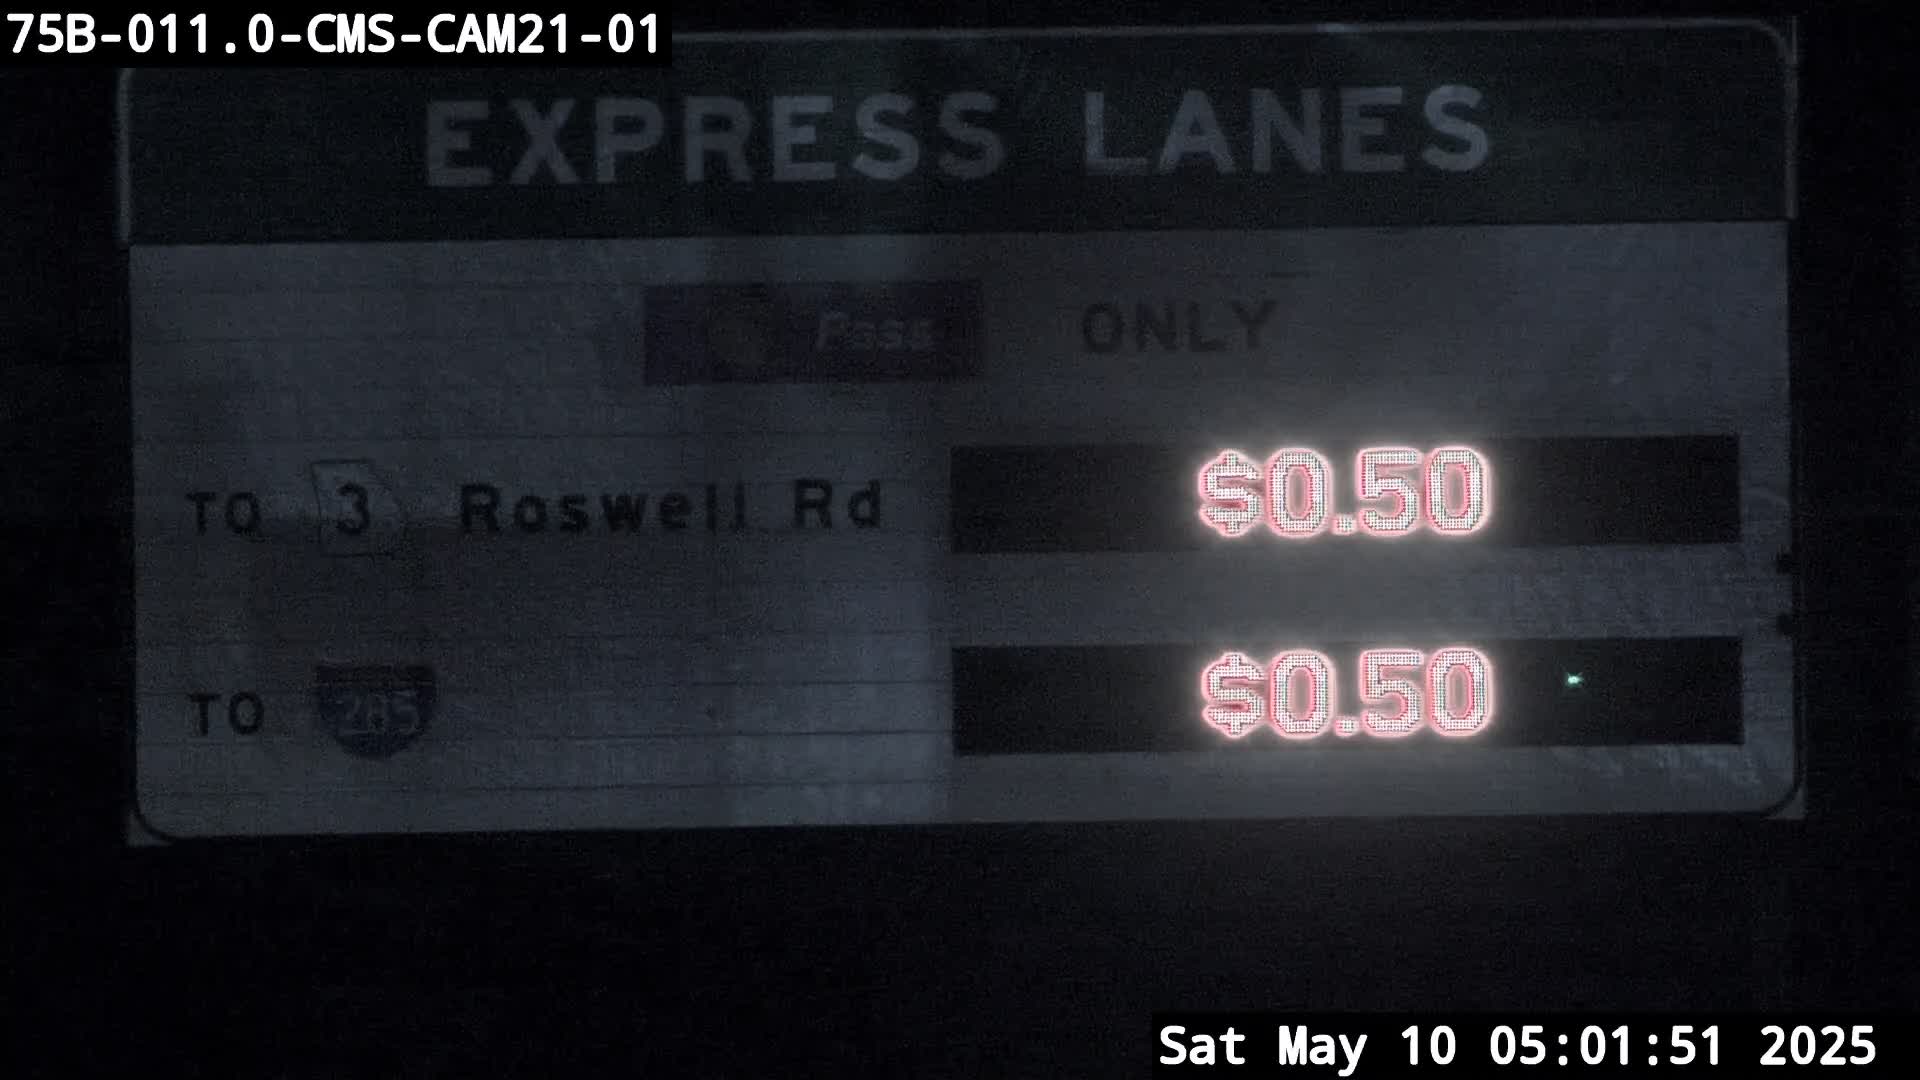 75B-011.0-CMS-CAM21-01
EXPRESS LANES
Pass ONLY
TO 3 Roswell Rd $0.50
TO 285 $0.50
Sat May 10 05:01:51 2025